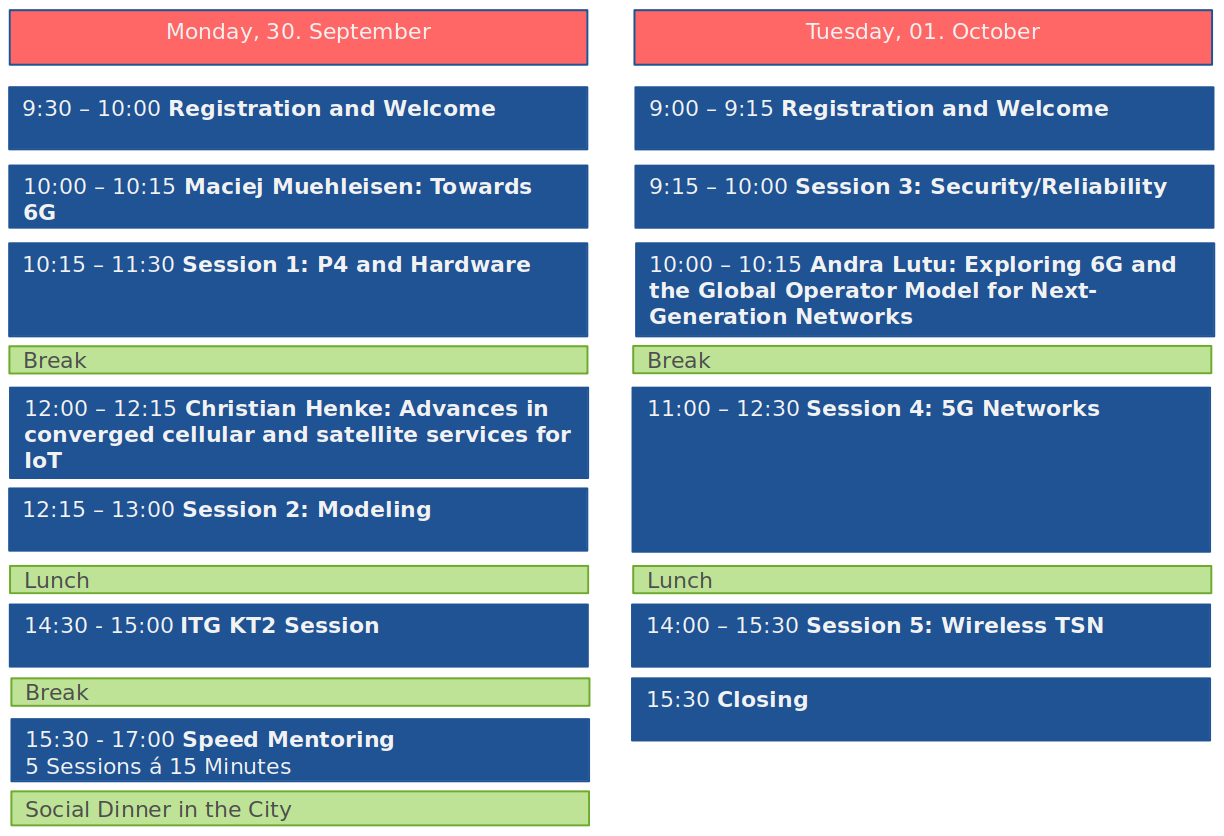 Monday, 30. September
9:30 – 10:00 Registration and Welcome
10:00 – 10:15 Maciej Muehleisen: Towards
6G
10:15 – 11:30 Session 1: P4 and Hardware
Break
12:00 – 12:15 Christian Henke: Advances in
converged cellular and satellite services for
IoT
12:15 – 13:00 Session 2: Modeling
Lunch
14:30 - 15:00 ITG KT2 Session
Break
15:30 - 17:00 Speed Mentoring
5 Sessions á 15 Minutes
Social Dinner in the City
Tuesday, 01. October
9:00 – 9:15 Registration and Welcome
9:15 – 10:00 Session 3: Security/Reliability
10:00 – 10:15 Andra Lutu: Exploring 6G and
the Global Operator Model for Next-
Generation Networks
Break
11:00 – 12:30 Session 4: 5G Networks
Lunch
14:00 – 15:30 Session 5: Wireless TSN
15:30 Closing